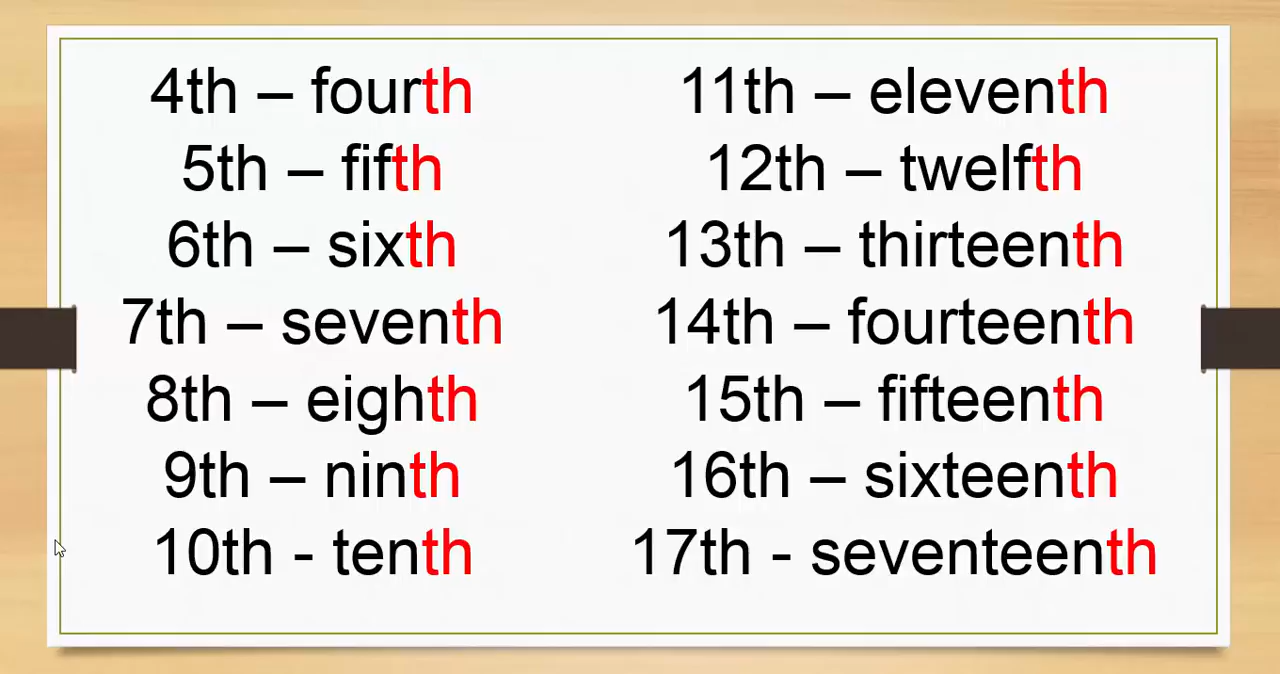 4th – fourth
5th – fifth
6th – sixth
7th – seventh
8th – eighth
9th – ninth
10th - tenth
11th – eleventh
12th – twelfth
13th – thirteenth
14th – fourteenth
15th – fifteenth
16th – sixteenth
17th - seventeenth